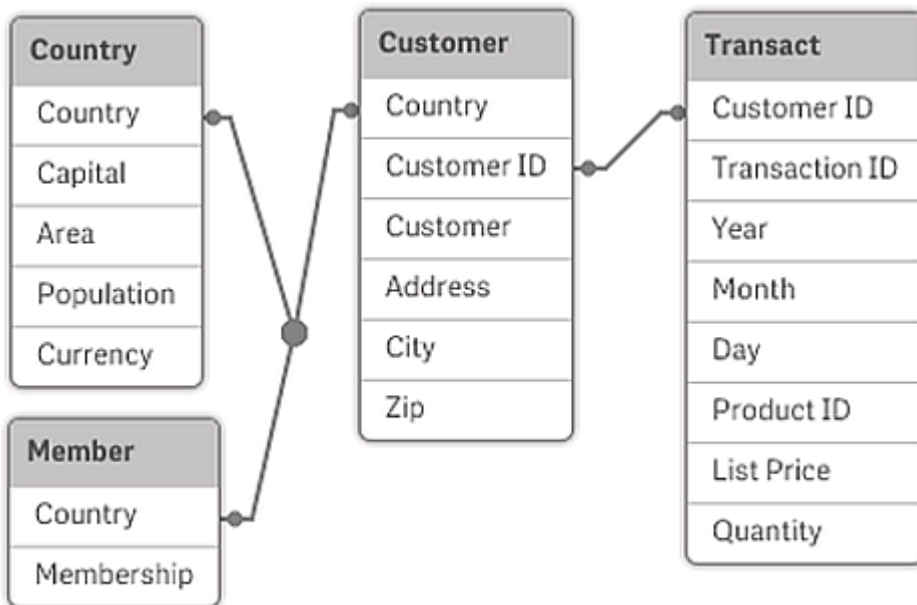 Country
Country
Capital
Area
Population
Currency
Member
Country
Membership
Customer
Country
Customer ID
Customer
Address
City
Zip
Transact
Customer ID
Transaction ID
Year
Month
Day
Product ID
List Price
Quantity